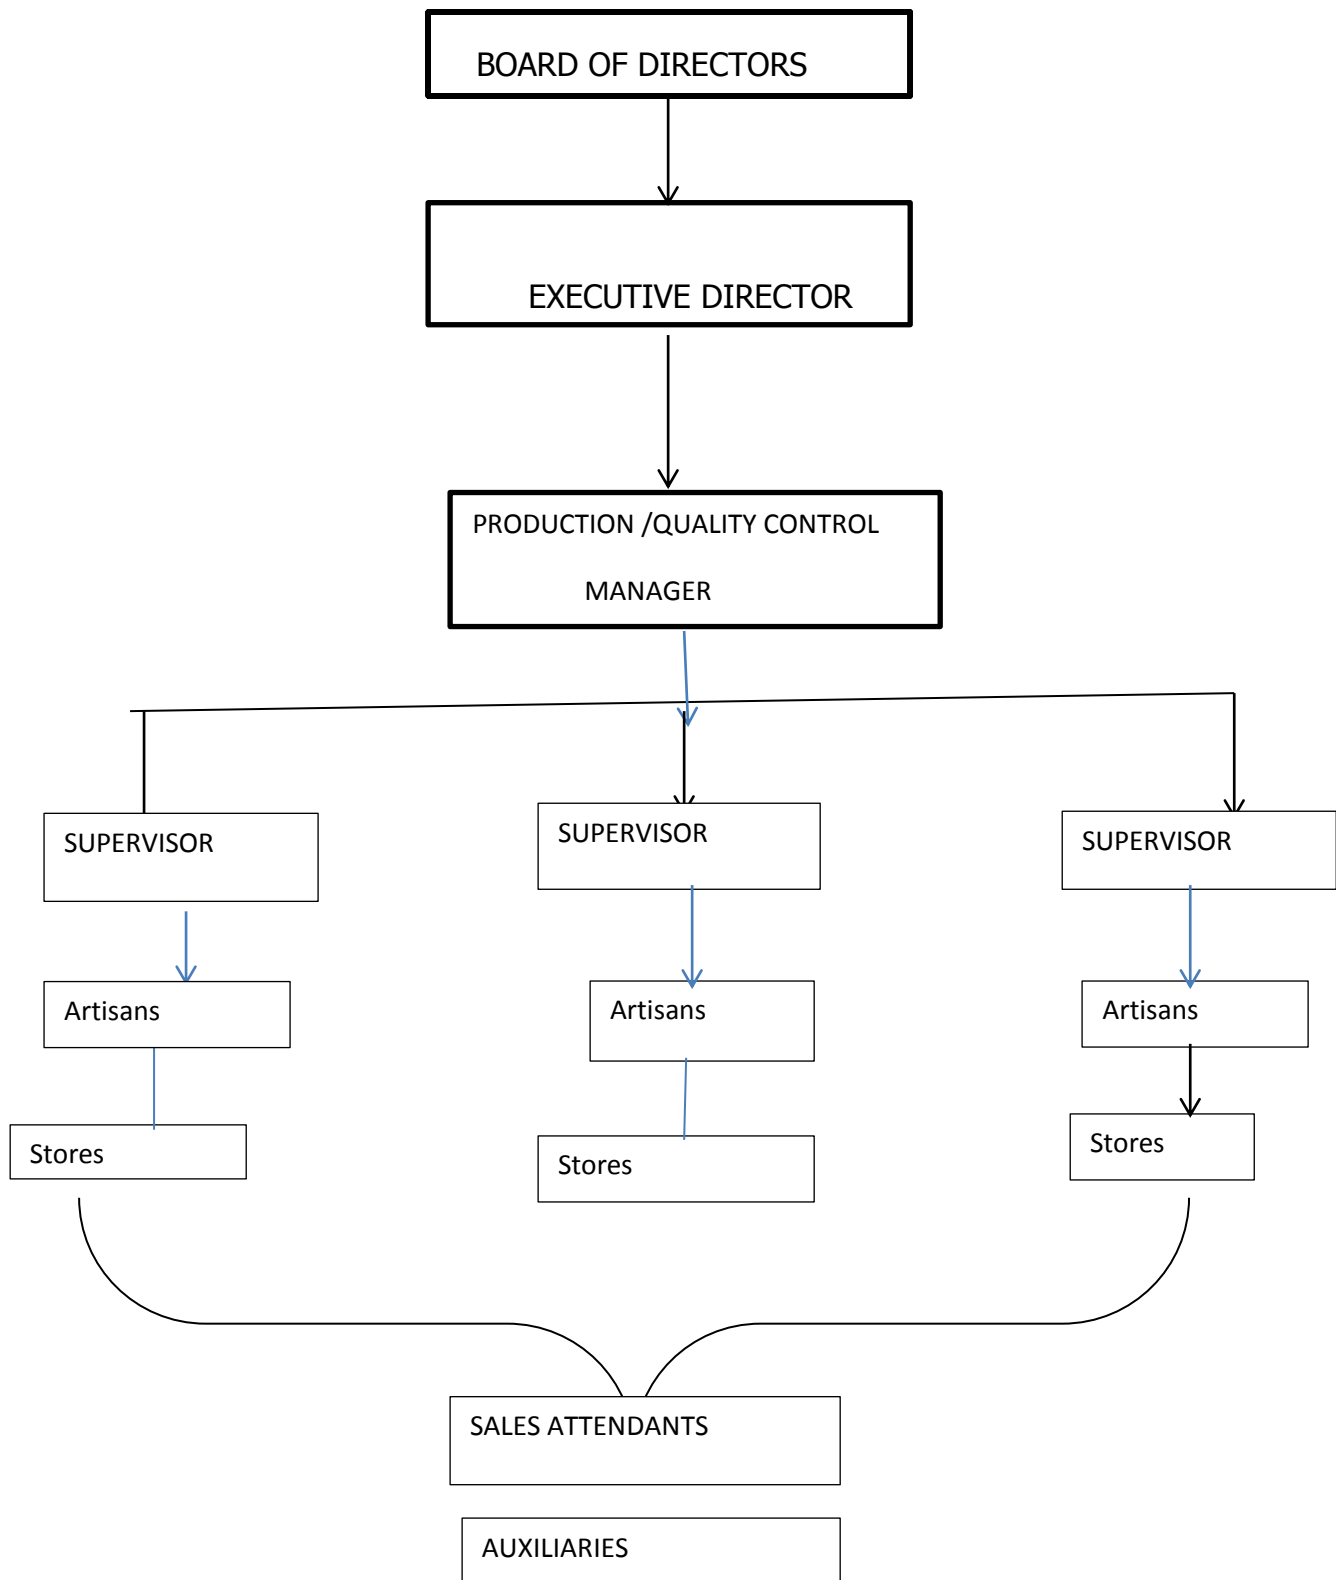 BOARD OF DIRECTORS
EXECUTIVE DIRECTOR
PRODUCTION /QUALITY CONTROL
MANAGER
SUPERVISOR
SUPERVISOR
SUPERVISOR
Artisans
Artisans
Artisans
Stores
Stores
Stores
SALES ATTENDANTS
AUXILIARIES